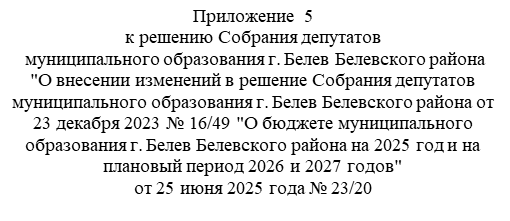 Приложение 5
к решению Собрания депутатов
муниципального образования г. Белев Белевского района
"О внесении изменений в решение Собрания депутатов
муниципального образования г. Белев Белевского района от
23 декабря 2023 № 16/49 "О бюджете муниципального
образования г. Белев Белевского района на 2025 год и на
плановый период 2026 и 2027 годов"
от 25 июня 2025 года № 23/20